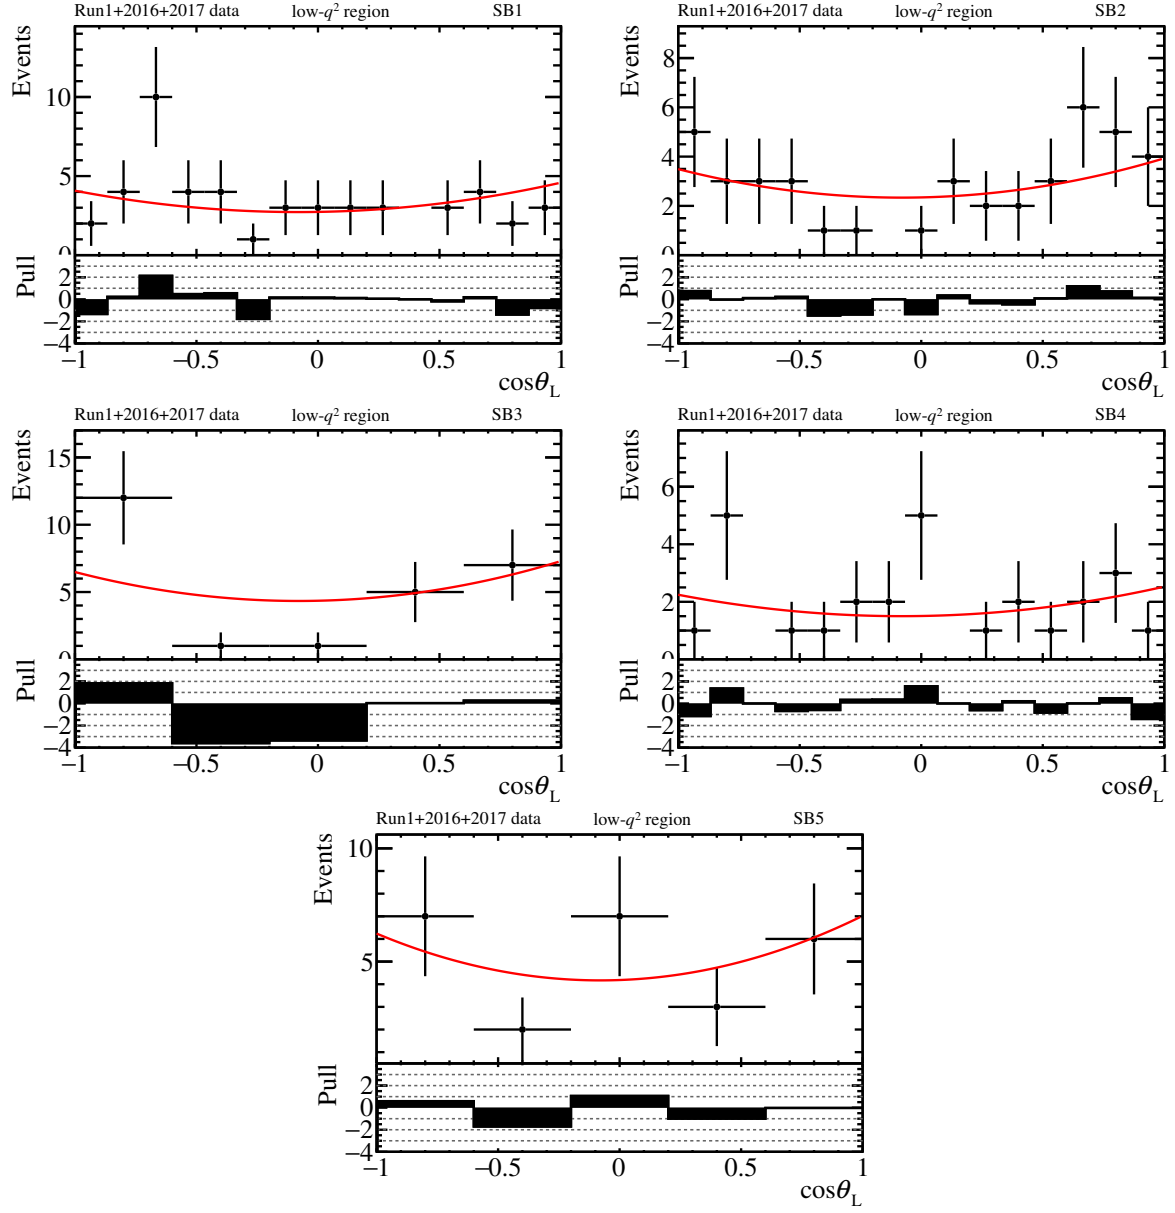 Run1+2016+2017 data low-q² region SB1
Events
10
5
0
Pull
2
0
−2
−4
−1 −0.5 0 0.5 1
cosθ_L
Run1+2016+2017 data low-q² region SB2
Events
8
6
4
2
0
Pull
2
0
−2
−4
−1 −0.5 0 0.5 1
cosθ_L
Run1+2016+2017 data low-q² region SB3
Events
15
10
5
0
Pull
2
0
−2
−4
−1 −0.5 0 0.5 1
cosθ_L
Run1+2016+2017 data low-q² region SB4
Events
6
4
2
0
Pull
2
0
−2
−4
−1 −0.5 0 0.5 1
cosθ_L
Run1+2016+2017 data low-q² region SB5
Events
10
5
Pull
2
0
−2
−4
−1 −0.5 0 0.5 1
cosθ_L